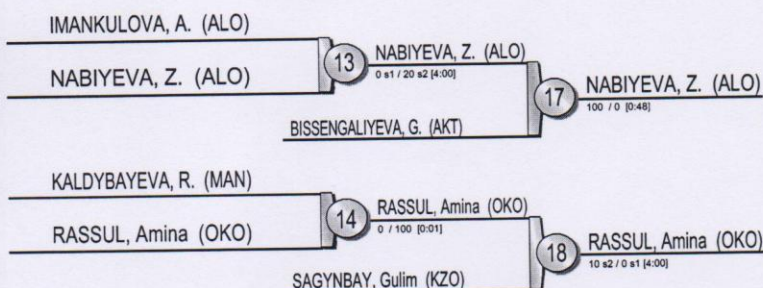 IMANKULOVA, A. (ALO)
NABIYEVA, Z. (ALO)
13
NABIYEVA, Z. (ALO)
0 s1 / 20 s2 [4:00]
BISSENGALIYEVA, G. (AKT)
17
NABIYEVA, Z. (ALO)
100 / 0 [0:48]
KALDYBAYEVA, R. (MAN)
RASSUL, Amina (OKO)
14
RASSUL, Amina (OKO)
0 / 100 [0:01]
SAGYNBAY, Gulim (KZO)
18
RASSUL, Amina (OKO)
10 s2 / 0 s1 [4:00]